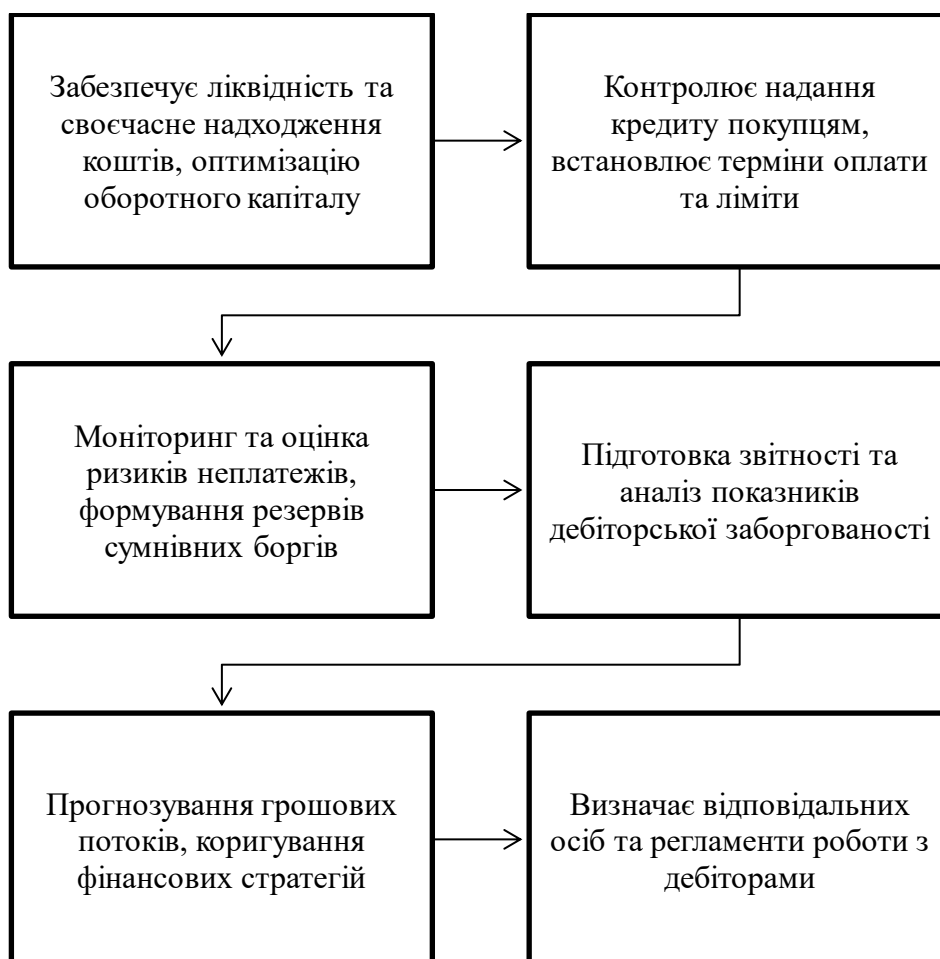 Забезпечує ліквідність та
своєчасне надходження
коштів, оптимізацію
оборотного капіталу
Контролює надання
кредиту покупцям,
встановлює терміни оплати
та ліміти
Моніторинг та оцінка
ризиків неплатежів,
формування резервів
сумнівних боргів
Підготовка звітності та
аналіз показників
дебіторської заборгованості
Прогнозування грошових
потоків, коригування
фінансових стратегій
Визначає відповідальних
осіб та регламенти роботи з
дебіторами